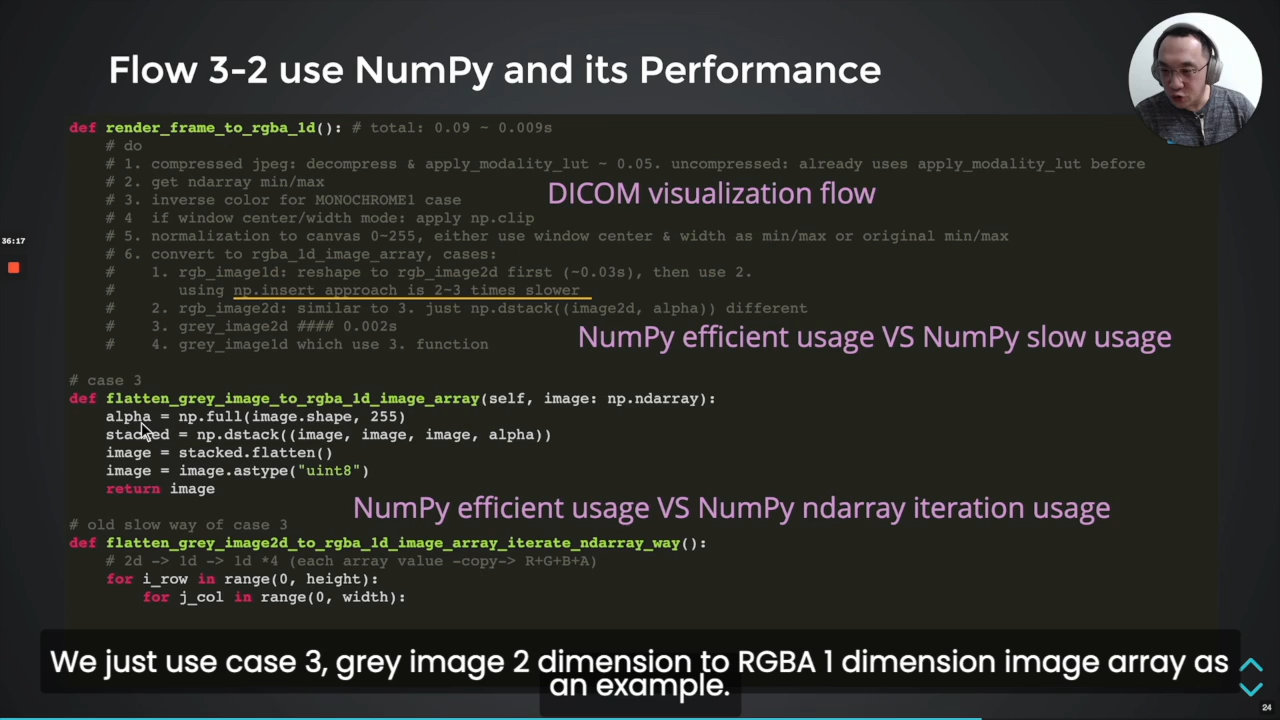 Flow 3-2 use NumPy and its Performance
def render_frame_to_rgba_1d(): # total: 0.09 ~ 0.009s
# do
# 1. compressed jpeg: decompress & apply_modality_lut ~ 0.05. uncompressed: already uses apply_modality_lut before
# 2. get ndarray min/max
DICOM visualization flow
# 3. inverse color for MONOCHROME1 case
# 4  if window center/width mode: apply np.clip
36:17
# 5. normalization to canvas 0~255, either use window center & width as min/max or original min/max
# 6. convert to rgba_1d_image_array, cases:
#    1. rgb_image1d: reshape to rgb_image2d first (~0.03s), then use 2.
#       using np.insert approach is 2~3 times slower
#    2. rgb_image2d: similar to 3. just np.dstack((image2d, alpha)) different
#    3. grey_image2d #### 0.002s
NumPy efficient usage VS NumPy slow usage
#    4. grey_image1d which use 3. function
# case 3
def flatten_grey_image_to_rgba_1d_image_array(self, image: np.ndarray):
alpha = np.full(image.shape, 255)
stacked = np.dstack((image, image, image, alpha))
image = stacked.flatten()
image = image.astype("uint8")
return image
NumPy efficient usage VS NumPy ndarray iteration usage
# old slow way of case 3
def flatten_grey_image2d_to_rgba_1d_image_array_iterate_ndarray_way():
# 2d -> 1d -> 1d *4 (each array value -copy-> R+G+B+A)
for i_row in range(0, height):
for j_col in range(0, width):
We just use case 3, grey image 2 dimension to RGBA 1 dimension image array as
an example.
24